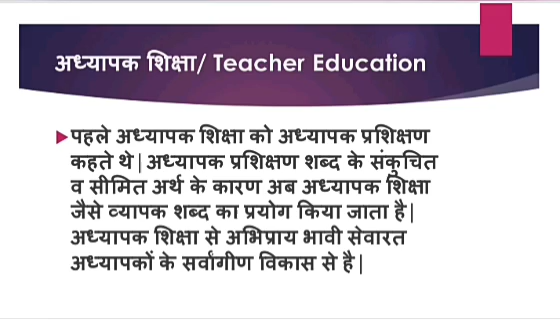 अध्यापक शिक्षा/ Teacher Education
पहले अध्यापक शिक्षा को अध्यापक प्रशिक्षण
कहते थे| अध्यापक प्रशिक्षण शब्द के संकुचित
व सीमित अर्थ के कारण अब अध्यापक शिक्षा
जैसे व्यापक शब्द का प्रयोग किया जाता है|
अध्यापक शिक्षा से अभिप्राय भावी सेवारत
अध्यापकों के सर्वांगीण विकास से है|